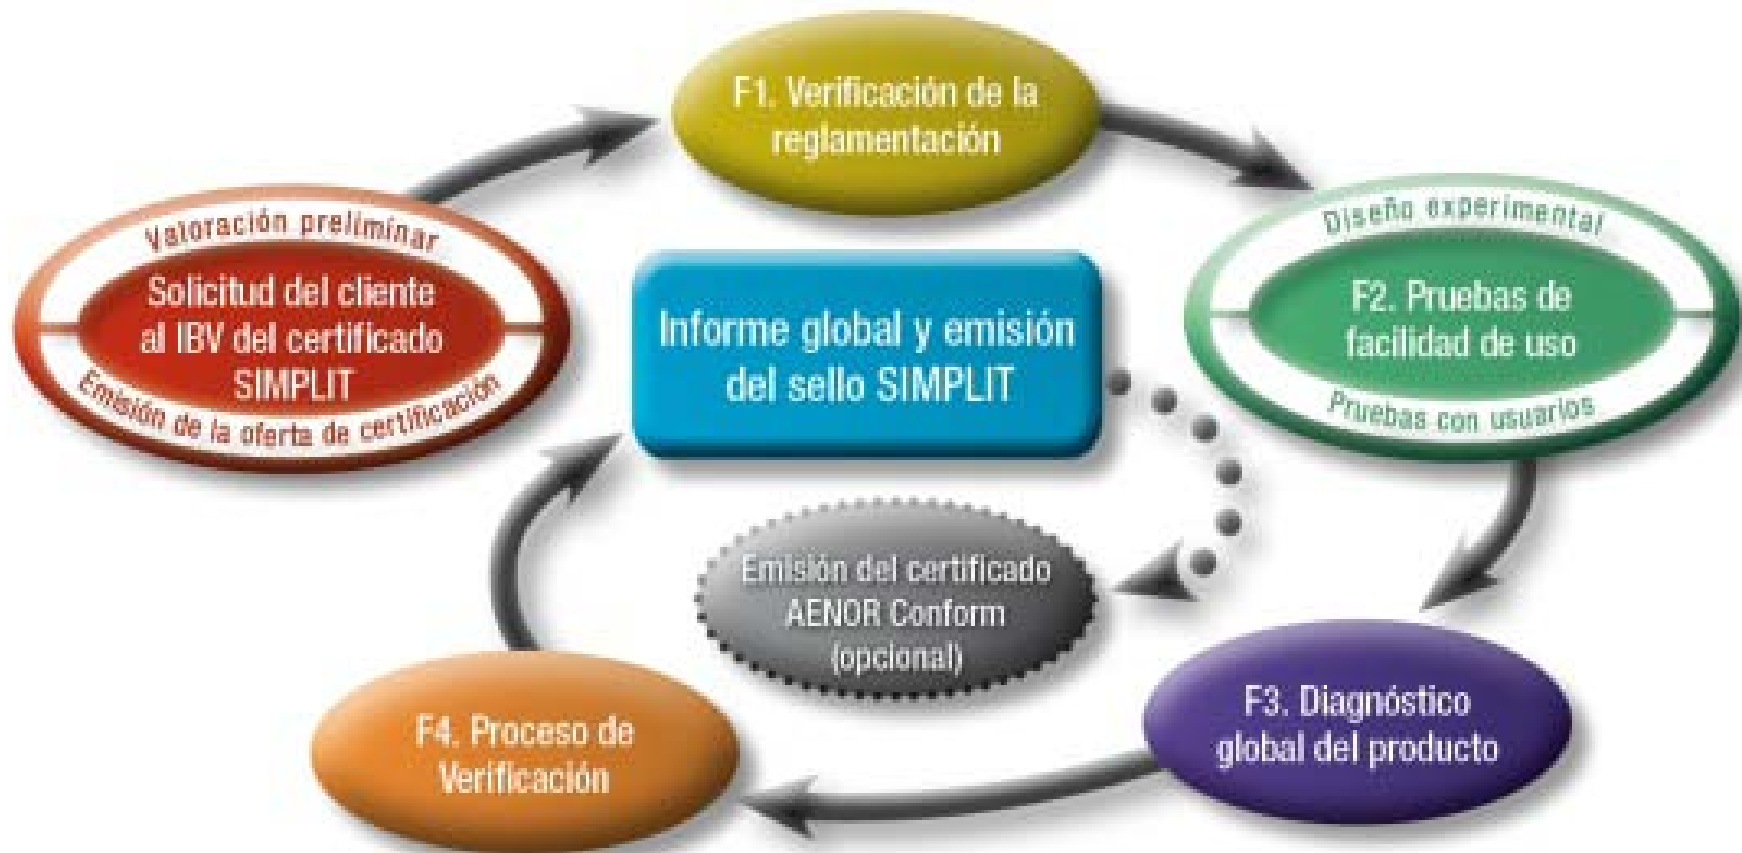 F1. Verificación de la
reglamentación
Valoración preliminar
Solicitud del cliente
al IBV del certificado
SIMPLIT
Emisión de la oferta de certificación
Diseño experimental
F2. Pruebas de
facilidad de uso
Pruebas con usuarios
Informe global y emisión
del sello SIMPLIT
Emisión del certificado
AENOR Conform
(opcional)
F3. Diagnóstico
global del producto
F4. Proceso de
Verificación